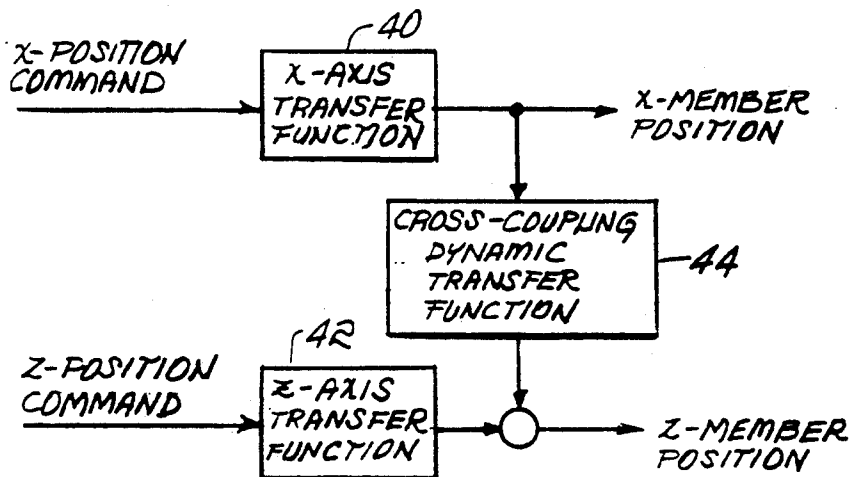 40
X-POSITION
COMMAND
X-AXIS
TRANSFER
FUNCTION
X-MEMBER
POSITION
CROSS-COUPLING
DYNAMIC
TRANSFER
FUNCTION
44
42
Z-POSITION
COMMAND
Z-AXIS
TRANSFER
FUNCTION
Z-MEMBER
POSITION